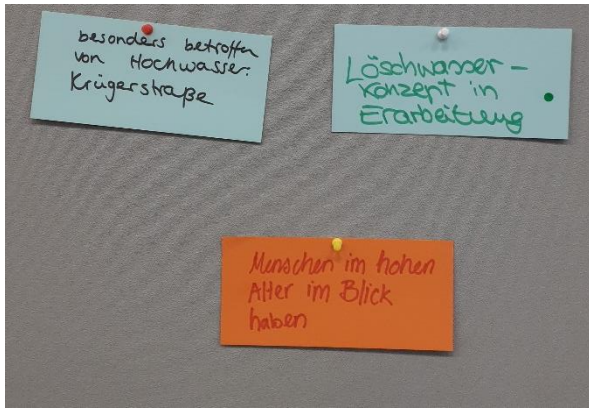 besonders betroffen
von Hochwasser:
Krügerstraße
Löschwasser-
konzept in
Erarbeitung
Menschen im hohen
Alter im Blick
haben